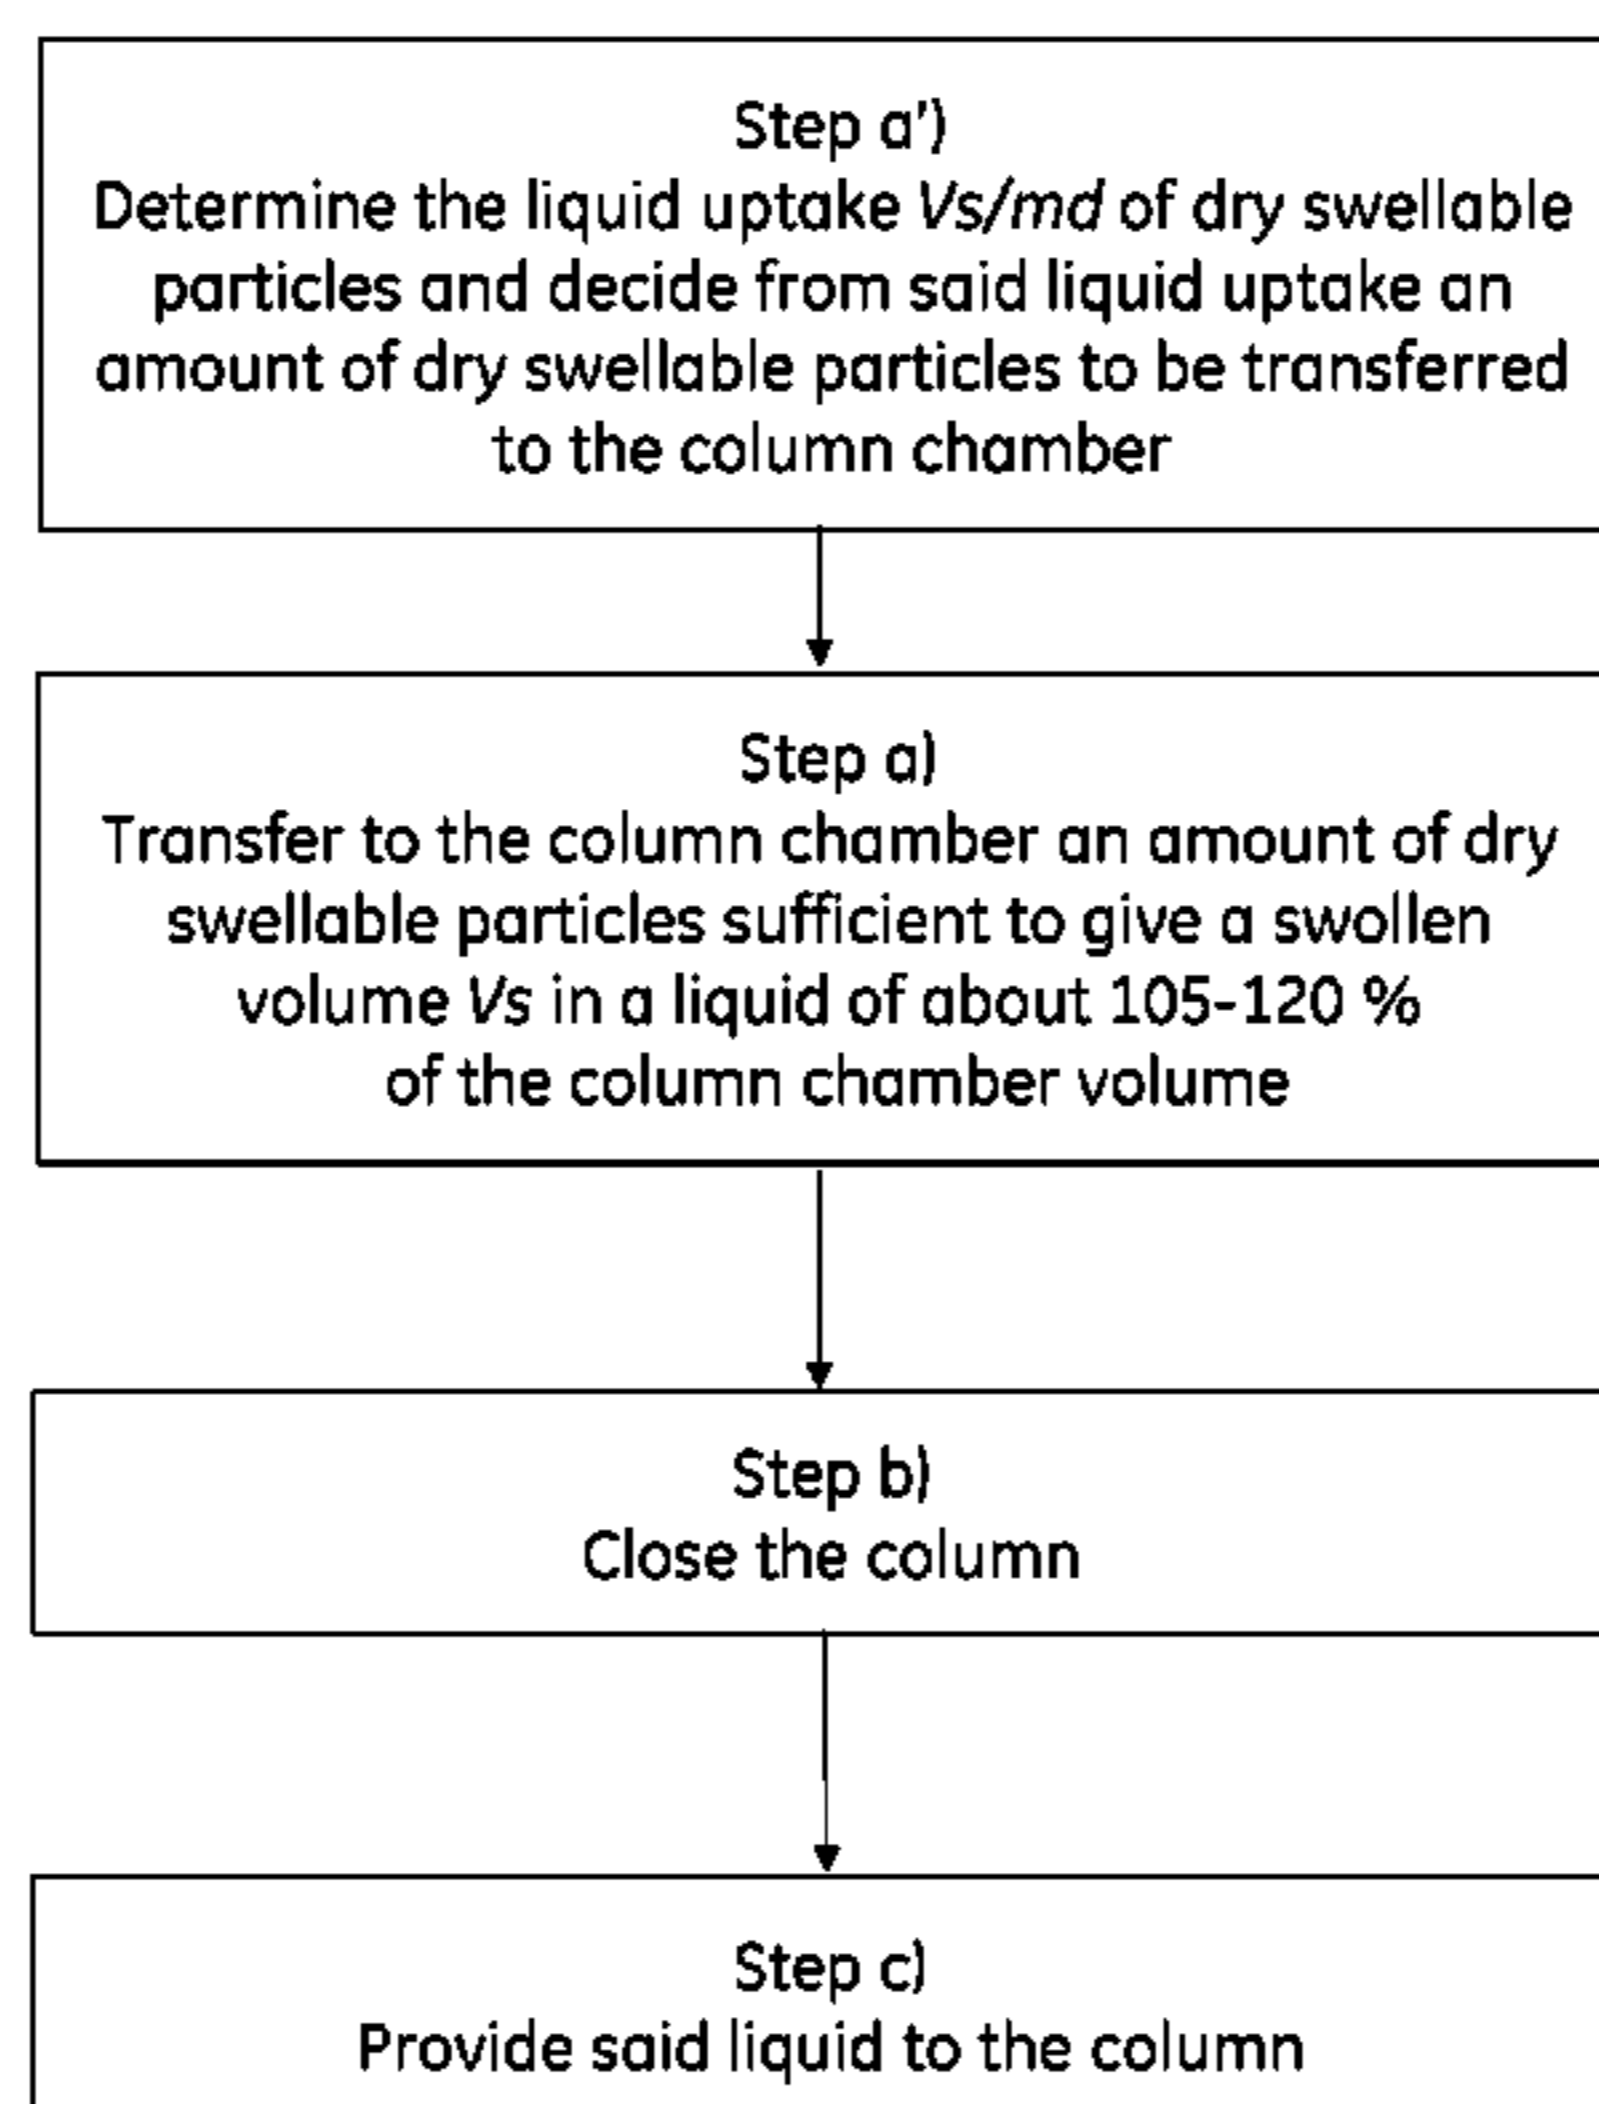 Step a')
Determine the liquid uptake Vs/md of dry swellable
particles and decide from said liquid uptake an
amount of dry swellable particles to be transferred
to the column chamber
Step a)
Transfer to the column chamber an amount of dry
swellable particles sufficient to give a swollen
volume Vs in a liquid of about 105-120 %
of the column chamber volume
Step b)
Close the column
Step c)
Provide said liquid to the column